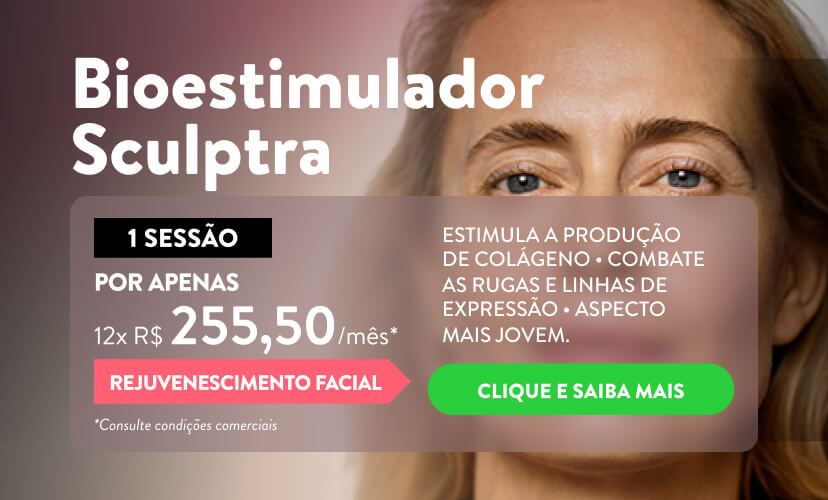 Bioestimulador
Sculptra
1 SESSÃO
POR APENAS
12x R$ 255,50/mês*
REJUVENESCIMENTO FACIAL
*Consulte condições comerciais
ESTIMULA A PRODUÇÃO
DE COLÁGENO • COMBATE
AS RUGAS E LINHAS DE
EXPRESSÃO • ASPECTO
MAIS JOVEM.
CLIQUE E SAIBA MAIS